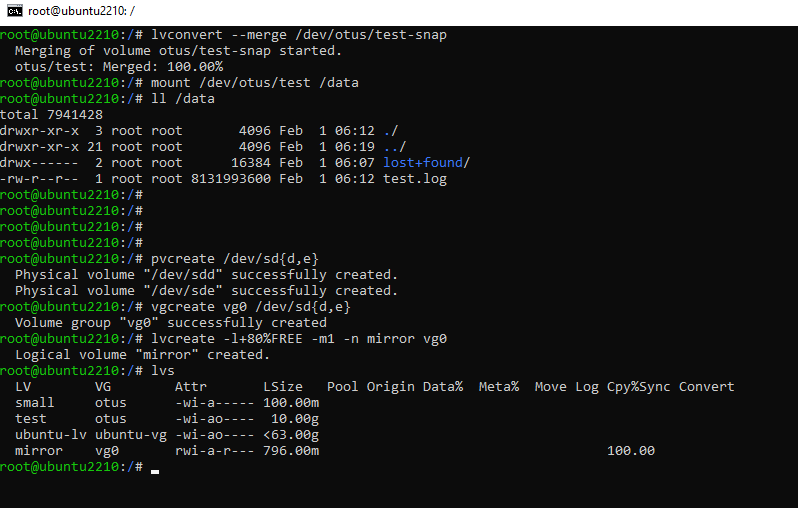 root@ubuntu2210: /
root@ubuntu2210:/# lvconvert --merge /dev/otus/test-snap
  Merging of volume otus/test-snap started.
  otus/test: Merged: 100.00%
root@ubuntu2210:/# mount /dev/otus/test /data
root@ubuntu2210:/# ll /data
total 7941428
drwxr-xr-x  3 root root       4096 Feb  1 06:12 ./
drwxr-xr-x 21 root root       4096 Feb  1 06:19 ../
drwx------  2 root root      16384 Feb  1 06:07 lost+found/
-rw-r--r--  1 root root 8131993600 Feb  1 06:12 test.log
root@ubuntu2210:/#
root@ubuntu2210:/#
root@ubuntu2210:/#
root@ubuntu2210:/#
root@ubuntu2210:/# pvcreate /dev/sd{d,e}
  Physical volume "/dev/sdd" successfully created.
  Physical volume "/dev/sde" successfully created.
root@ubuntu2210:/# vgcreate vg0 /dev/sd{d,e}
  Volume group "vg0" successfully created
root@ubuntu2210:/# lvcreate -l+80%FREE -m1 -n mirror vg0
  Logical volume "mirror" created.
root@ubuntu2210:/# lvs
  LV        VG        Attr       LSize   Pool Origin Data%  Meta%  Move Log Cpy%Sync Convert
  small     otus      -wi-a----- 100.00m
  test      otus      -wi-ao----  10.00g
  ubuntu-lv ubuntu-vg -wi-ao---- <63.00g
  mirror    vg0       rwi-a-r--- 796.00m                                    100.00
root@ubuntu2210:/#